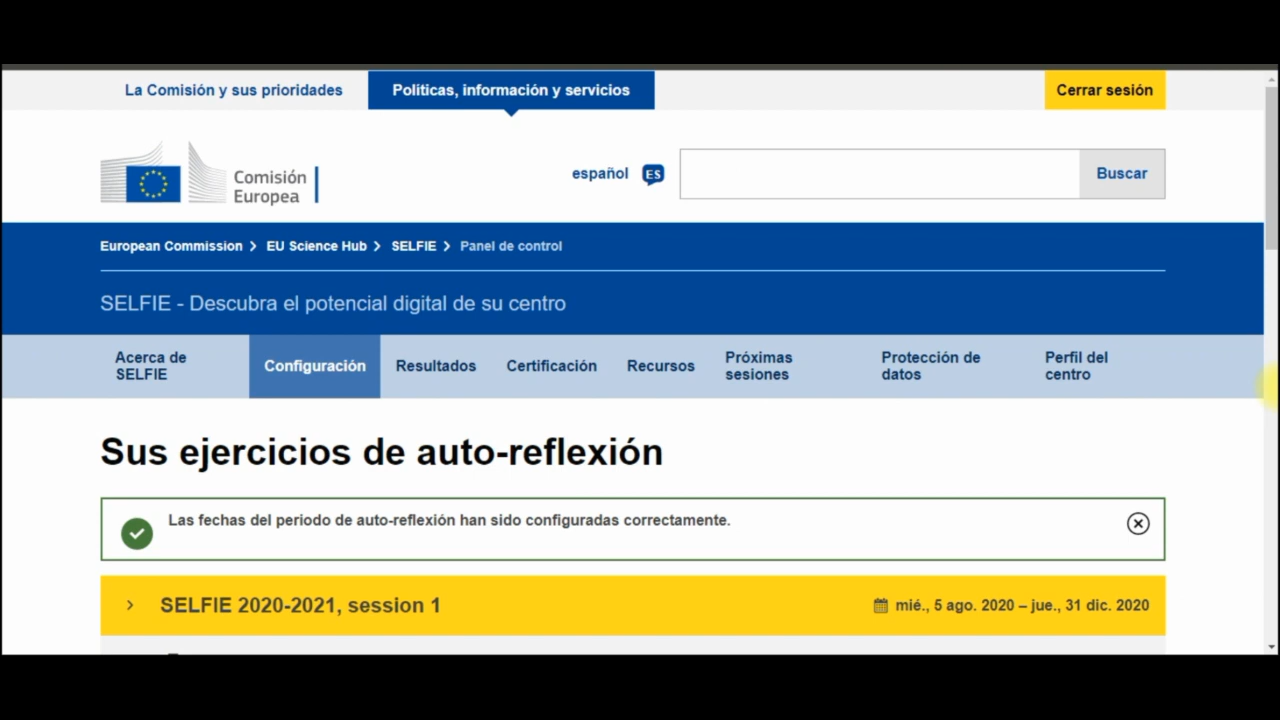 La Comisión y sus prioridades
Políticas, información y servicios
Cerrar sesión
Comisión
Europea
español ES
Buscar
European Commission > EU Science Hub > SELFIE > Panel de control
SELFIE - Descubra el potencial digital de su centro
Acerca de
SELFIE
Configuración
Resultados
Certificación
Recursos
Próximas
sesiones
Protección de
datos
Perfil del
centro
Sus ejercicios de auto-reflexión
Las fechas del periodo de auto-reflexión han sido configuradas correctamente.
SELFIE 2020-2021, session 1
mié., 5 ago. 2020 – jue., 31 dic. 2020